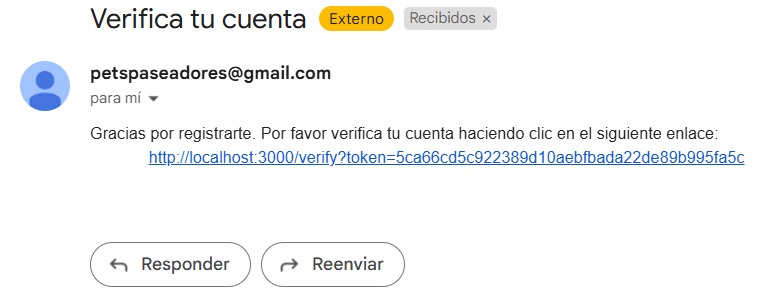 Verifica tu cuenta Externo Recibidos ×
petspaseadores@gmail.com
para mí
Gracias por registrarte. Por favor verifica tu cuenta haciendo clic en el siguiente enlace:
http://localhost:3000/verify?token=5ca66cd5c922389d10aebfbada22de89b995fa5c
Responder Reenviar